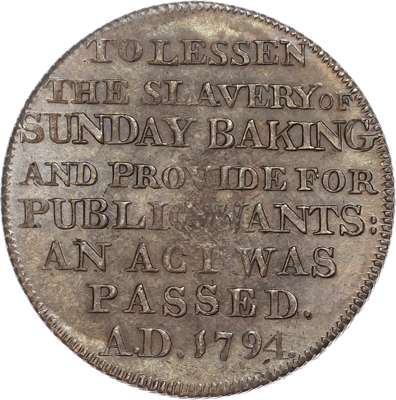 TO LESSEN
THE SLAVERY OF
SUNDAY BAKING
AND PROVIDE FOR
PUBLIC WANTS:
AN ACT WAS
PASSED.
A.D. 1794.